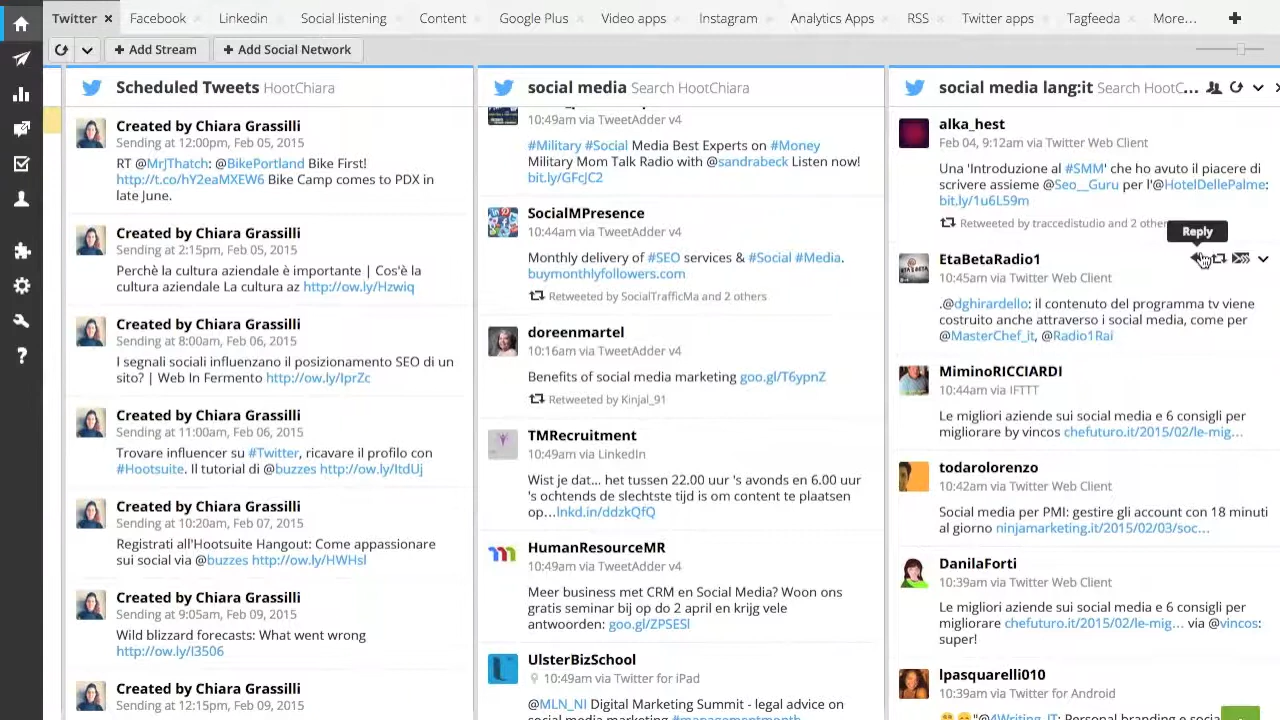 Twitter × Facebook Linkedin Social listening Content Google Plus Video apps Instagram Analytics Apps RSS Twitter apps Tagfeeda More...
Add Stream Add Social Network
Scheduled Tweets HootChiara
Created by Chiara Grassilli
Sending at 12:00pm, Feb 05, 2015
RT @MrJThatch: @BikePortland Bike First!
http://t.co/hY2eaMXEW6 Bike Camp comes to PDX in
late June.
Created by Chiara Grassilli
Sending at 2:15pm, Feb 05, 2015
Perchè la cultura aziendale è importante | Cos'è la
cultura aziendale La cultura az http://ow.ly/Hzwiq
Created by Chiara Grassilli
Sending at 8:00am, Feb 06, 2015
I segnali sociali influenzano il posizionamento SEO di un
sito? | Web In Fermento http://ow.ly/IprZc
Created by Chiara Grassilli
Sending at 11:00am, Feb 06, 2015
Trovare influencer su #Twitter, ricavare il profilo con
#Hootsuite. Il tutorial di @buzzes http://ow.ly/ItdUj
Created by Chiara Grassilli
Sending at 10:20am, Feb 07, 2015
Registrati all'Hootsuite Hangout: Come appassionare
sui social via @buzzes http://ow.ly/HWHsl
Created by Chiara Grassilli
Sending at 9:05am, Feb 09, 2015
Wild blizzard forecasts: What went wrong
http://ow.ly/I3506
Created by Chiara Grassilli
Sending at 12:15pm, Feb 09, 2015
social media Search HootChiara
10:49am via TweetAdder v4
#Military #Social Media Best Experts on #Money
Military Mom Talk Radio with @sandrabeck Listen now!
bit.ly/GFcJC2
SocialMPresence
10:44am via TweetAdder v4
Monthly delivery of #SEO services & #Social #Media.
buymonthlyfollowers.com
Retweeted by SocialTrafficMa and 2 others
doreenmartel
10:16am via TweetAdder v4
Benefits of social media marketing goo.gl/T6ypnZ
Retweeted by Kinjal_91
TMRecruitment
10:49am via LinkedIn
Wist je dat... het tussen 22.00 uur 's avonds en 6.00 uur
's ochtends de slechtste tijd is om content te plaatsen
op...lnkd.in/ddzkQfQ
HumanResourceMR
10:49am via TweetAdder v4
Meer business met CRM en Social Media? Woon ons
gratis seminar bij op do 2 april en krijg vele
antwoorden: goo.gl/ZPSESl
UlsterBizSchool
10:49am via Twitter for iPad
@MLN_NI Digital Marketing Summit - legal advice on
social media marketing #managementmonth
social media lang:it Search HootC...
alka_hest
Feb 04, 9:12am via Twitter Web Client
Una 'Introduzione al #SMM' che ho avuto il piacere di
scrivere assieme @Seo__Guru per l'@HotelDellePalme:
bit.ly/1u6L59m
Retweeted by traccedistudio and 2 other
Reply
EtaBetaRadio1
10:45am via Twitter Web Client
.@dghirardello: il contenuto del programma tv viene
costruito anche attraverso i social media, come per
@MasterChef_it, @Radio1Rai
MiminoRICCIARDI
10:44am via IFTTT
Le migliori aziende sui social media e 6 consigli per
migliorare by vincos chefuturo.it/2015/02/le-mig...
todarolorenzo
10:42am via Twitter Web Client
Social media per PMI: gestire gli account con 18 minuti
al giorno ninjamarketing.it/2015/02/03/soc...
DanilaForti
10:39am via Twitter Web Client
Le migliori aziende sui social media e 6 consigli per
migliorare chefuturo.it/2015/02/le-mig... via @vincos:
super!
lpasquarelli010
10:39am via Twitter for Android
"@4Writing_IT: Personal branding e socia